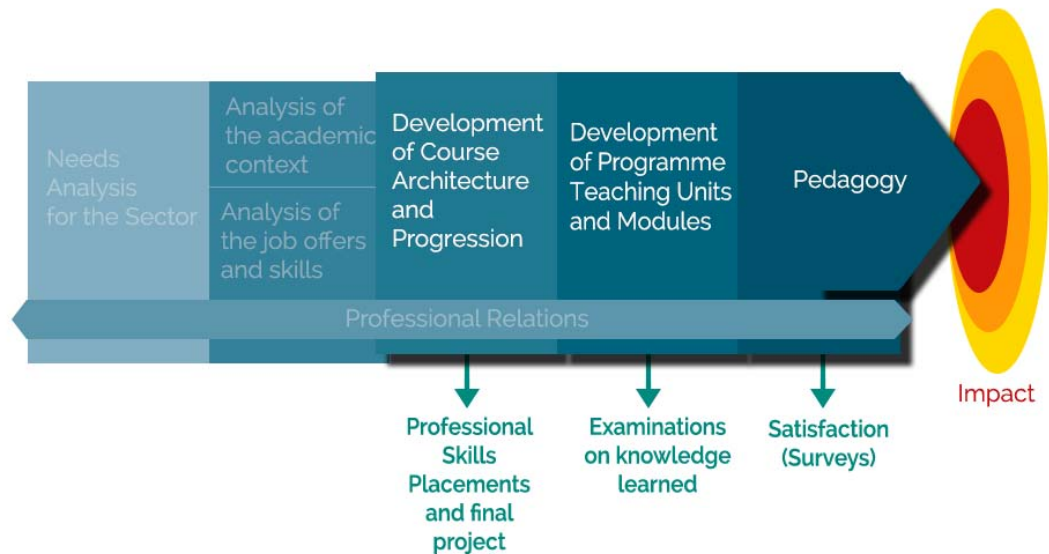 Needs
Analysis
for the Sector
Analysis of
the academic
context
Analysis of
the job offers
and skills
Development
of Course
Architecture
and
Progression
Development
of Programme
Teaching Units
and Modules
Pedagogy
Professional Relations
Impact
Professional
Skills
Placements
and final
project
Examinations
on knowledge
learned
Satisfaction
(Surveys)